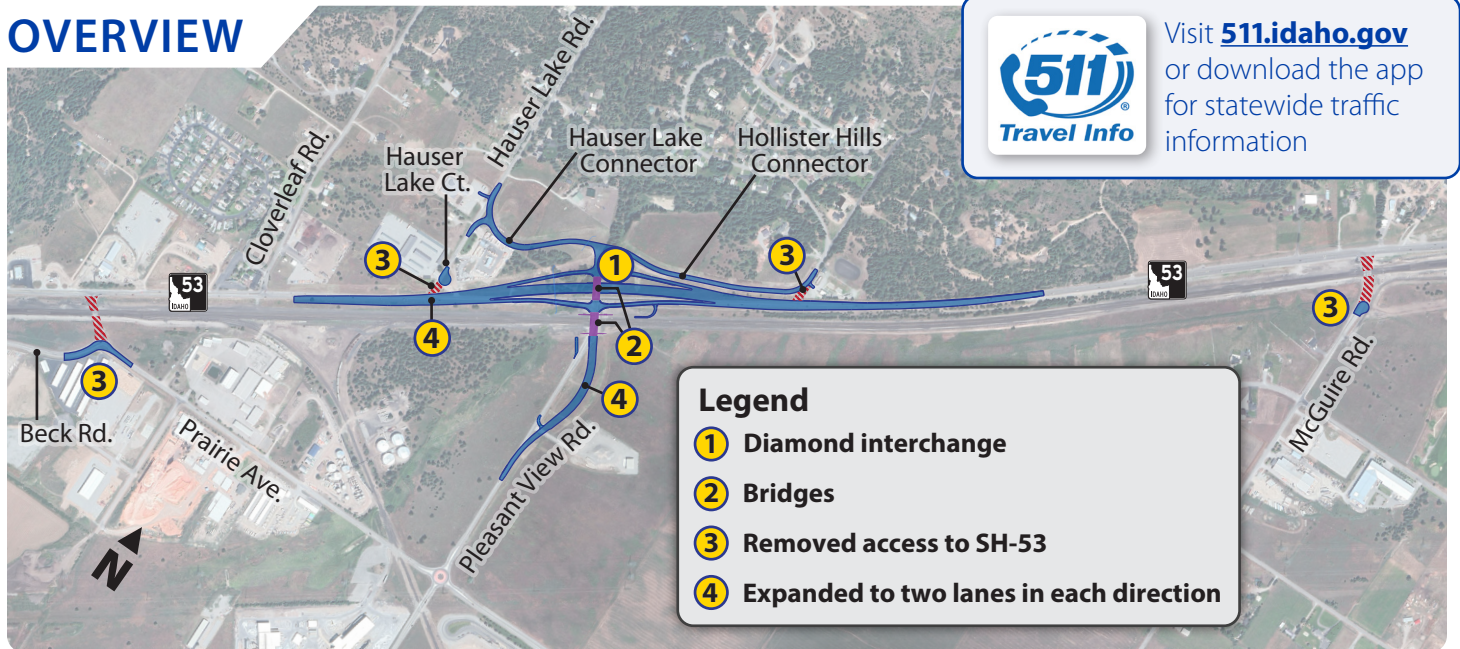 OVERVIEW
511
®
Travel Info
Visit 511.idaho.gov
or download the app
for statewide traffic
information
Cloverleaf Rd.
Hauser
Lake Ct.
Hauser Lake Rd.
Hauser Lake
Connector
Hollister Hills
Connector
3
1
3
53
IDAHO
53
IDAHO
4
2
3
3
4
Beck Rd.
Prairie Ave.
Pleasant View Rd.
McGuire Rd.
N
Legend
1 Diamond interchange
2 Bridges
3 Removed access to SH-53
4 Expanded to two lanes in each direction